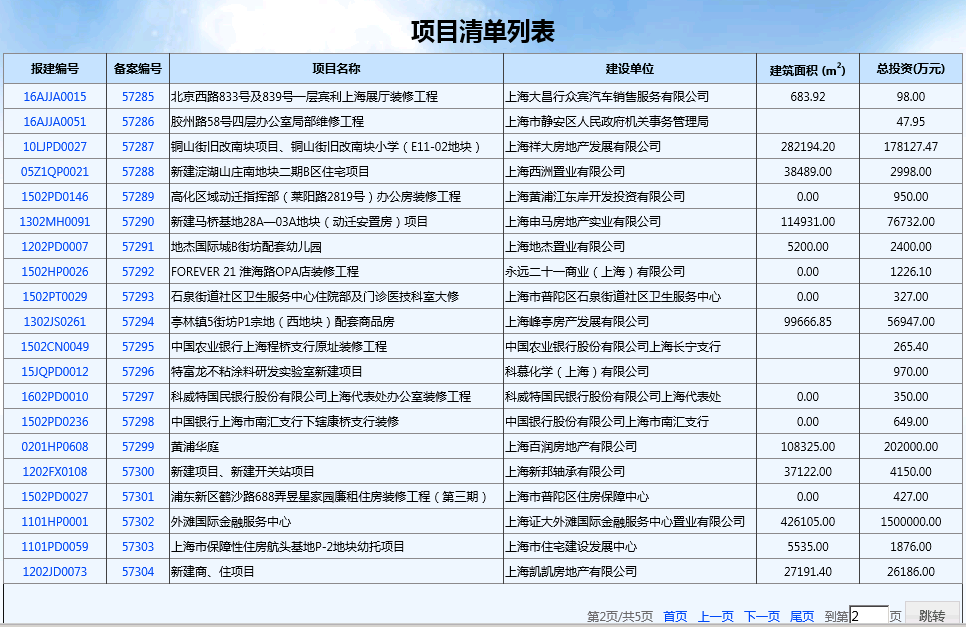 项目清单列表
报建编号 备案编号 项目名称 建设单位 建筑面积 (m²) 总投资(万元)
16AJJA0015 57285 北京西路833号及839号一层宾利上海展厅装修工程 上海大昌行众宾汽车销售服务有限公司 683.92 98.00
16AJJA0051 57286 胶州路58号四层办公室局部维修工程 上海市静安区人民政府机关事务管理局 47.95
10LJPD0027 57287 铜山街旧改南块项目、铜山街旧改南块小学（E11-02地块） 上海祥大房地产发展有限公司 282194.20 178127.47
05Z1QP0021 57288 新建淀湖山庄南地块二期B区住宅项目 上海西洲置业有限公司 38489.00 2998.00
1502PD0146 57289 高化区域动迁指挥部（莱阳路2819号）办公房装修工程 上海黄浦江东岸开发投资有限公司 0.00 950.00
1302MH0091 57290 新建马桥基地28A—03A地块（动迁安置房）项目 上海申马房地产实业有限公司 114931.00 76732.00
1202PD0007 57291 地杰国际城B街坊配套幼儿园 上海地杰置业有限公司 5200.00 2400.00
1502HP0026 57292 FOREVER 21 淮海路OPA店装修工程 永远二十一商业（上海）有限公司 0.00 1226.10
1502PT0029 57293 石泉街道社区卫生服务中心住院部及门诊医技科室大修 上海市普陀区石泉街道社区卫生服务中心 0.00 327.00
1302JS0261 57294 亭林镇5街坊P1宗地（西地块）配套商品房 上海峰亭房产发展有限公司 99666.85 56947.00
1502CN0049 57295 中国农业银行上海程桥支行原址装修工程 中国农业银行股份有限公司上海长宁支行 265.40
15JQPD0012 57296 特富龙不粘涂料研发实验室新建项目 科慕化学（上海）有限公司 970.00
1602PD0010 57297 科威特国民银行股份有限公司上海代表处办公室装修工程 科威特国民银行股份有限公司上海代表处 0.00 350.00
1502PD0236 57298 中国银行上海市南汇支行下辖康桥支行装修 中国银行股份有限公司上海市南汇支行 0.00 649.00
0201HP0608 57299 黄浦华庭 上海百润房地产有限公司 108325.00 202000.00
1202FX0108 57300 新建项目、新建开关站项目 上海新邦轴承有限公司 37122.00 4150.00
1502PD0027 57301 浦东新区鹤沙路688弄昱星家园廉租住房装修工程（第三期） 上海市普陀区住房保障中心 0.00 427.00
1101HP0001 57302 外滩国际金融服务中心 上海证大外滩国际金融服务中心置业有限公司 426105.00 1500000.00
1101PD0059 57303 上海市保障性住房航头基地P-2地块幼托项目 上海市住宅建设发展中心 5535.00 1876.00
1202JD0073 57304 新建商、住项目 上海凯凯房地产有限公司 27191.40 26186.00
第2页/共5页 首页 上一页 下一页 尾页 到第 2 页 跳转